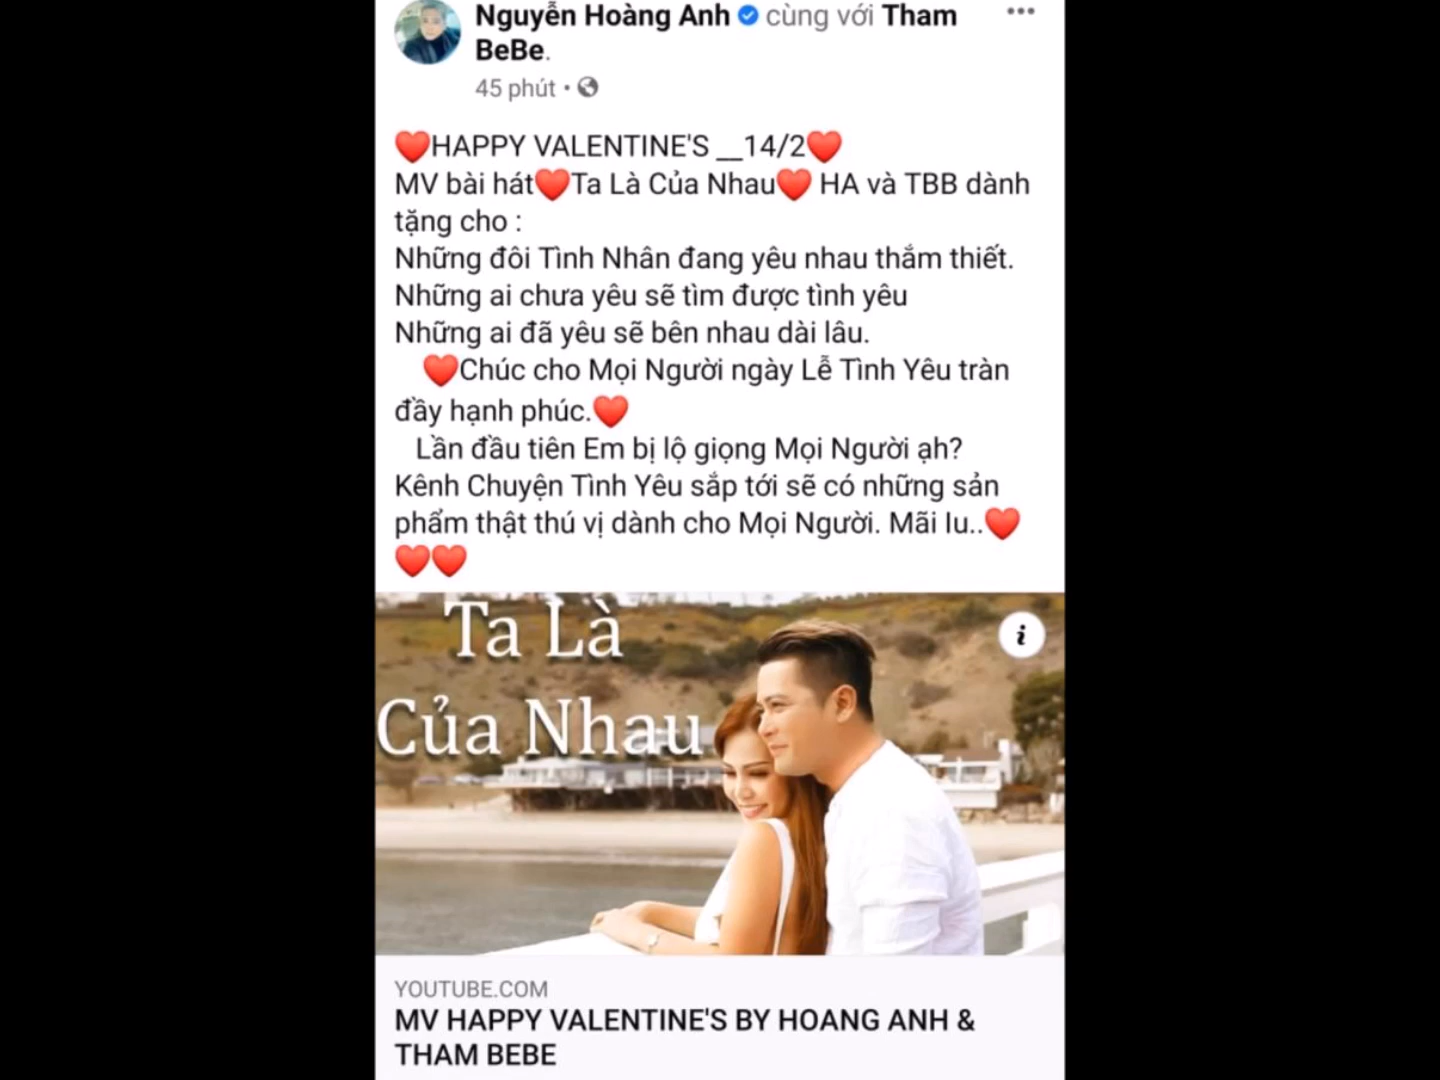 Nguyễn Hoàng Anh cùng với Tham
BeBe.
45 phút •
❤️HAPPY VALENTINE'S __14/2❤️
MV bài hát❤️Ta Là Của Nhau❤️ HA và TBB dành
tặng cho :
Những đôi Tình Nhân đang yêu nhau thắm thiết.
Những ai chưa yêu sẽ tìm được tình yêu
Những ai đã yêu sẽ bên nhau dài lâu.
❤️Chúc cho Mọi Người ngày Lễ Tình Yêu tràn
đầy hạnh phúc.❤️
Lần đầu tiên Em bị lộ giọng Mọi Người ạh?
Kênh Chuyện Tình Yêu sắp tới sẽ có những sản
phẩm thật thú vị dành cho Mọi Người. Mãi Iu..❤️
❤️❤️
Ta Là
Của Nhau
YOUTUBE.COM
MV HAPPY VALENTINE'S BY HOANG ANH &
THAM BEBE